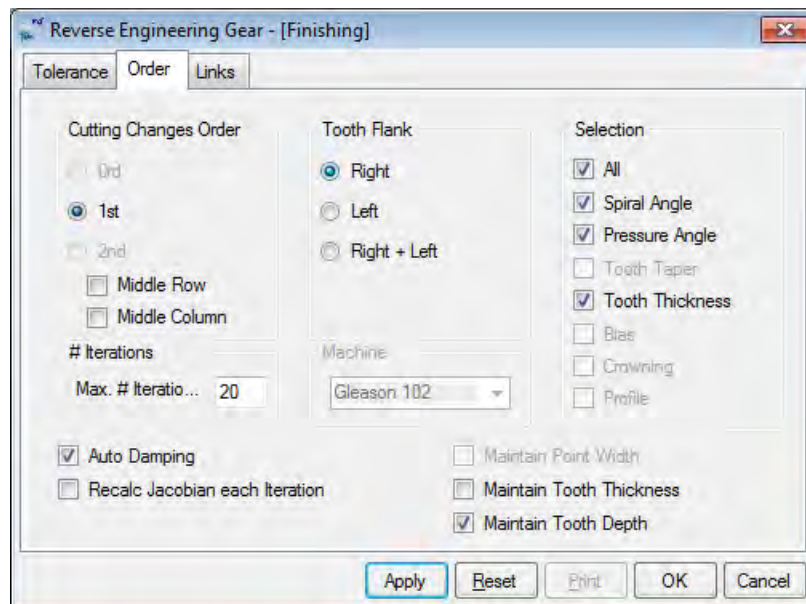 Reverse Engineering Gear - [Finishing]
Tolerance Order Links
Cutting Changes Order
0rd
1st
2nd
Middle Row
Middle Column
# Iterations
Max. # Iteratio... 20
Tooth Flank
Right
Left
Right + Left
Machine
Gleason 102
Selection
All
Spiral Angle
Pressure Angle
Tooth Taper
Tooth Thickness
Bias
Crowning
Profile
Auto Damping
Recalc Jacobian each Iteration
Maintain Point Width
Maintain Tooth Thickness
Maintain Tooth Depth
Apply Reset Print OK Cancel